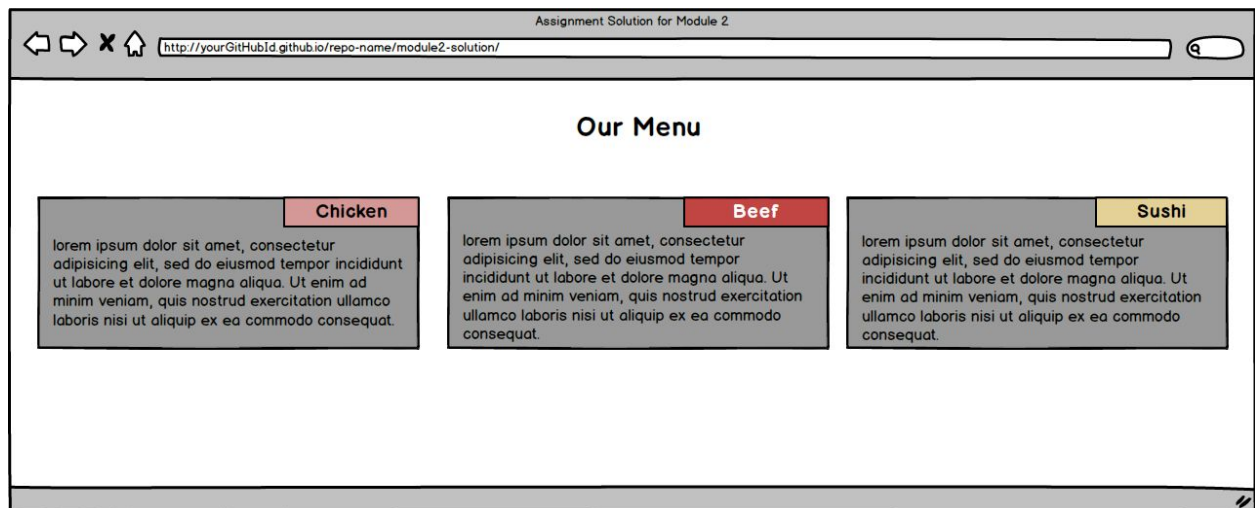 Assignment Solution for Module 2
http://yourGitHubId.github.io/repo-name/module2-solution/
Our Menu
Chicken
lorem ipsum dolor sit amet, consectetur
adipisicing elit, sed do eiusmod tempor incididunt
ut labore et dolore magna aliqua. Ut enim ad
minim veniam, quis nostrud exercitation ullamco
laboris nisi ut aliquip ex ea commodo consequat.
Beef
lorem ipsum dolor sit amet, consectetur
adipisicing elit, sed do eiusmod tempor
incididunt ut labore et dolore magna aliqua. Ut
enim ad minim veniam, quis nostrud exercitation
ullamco laboris nisi ut aliquip ex ea commodo
consequat.
Sushi
lorem ipsum dolor sit amet, consectetur
adipisicing elit, sed do eiusmod tempor
incididunt ut labore et dolore magna aliqua. Ut
enim ad minim veniam, quis nostrud exercitation
ullamco laboris nisi ut aliquip ex ea commodo
consequat.